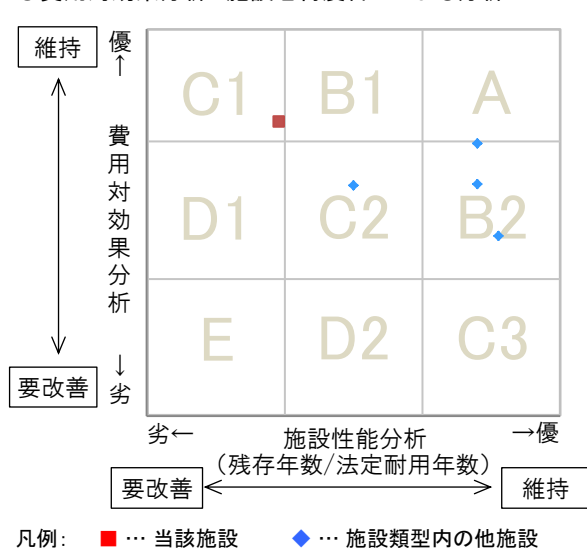 維持
優
↑
費用対効果分析
↓
劣
要改善
C1 B1 A
D1 C2 B2
E D2 C3
劣← 施設性能分析 →優
(残存年数/法定耐用年数)
要改善 維持
凡例: ■ … 当該施設 ◆ … 施設類型内の他施設